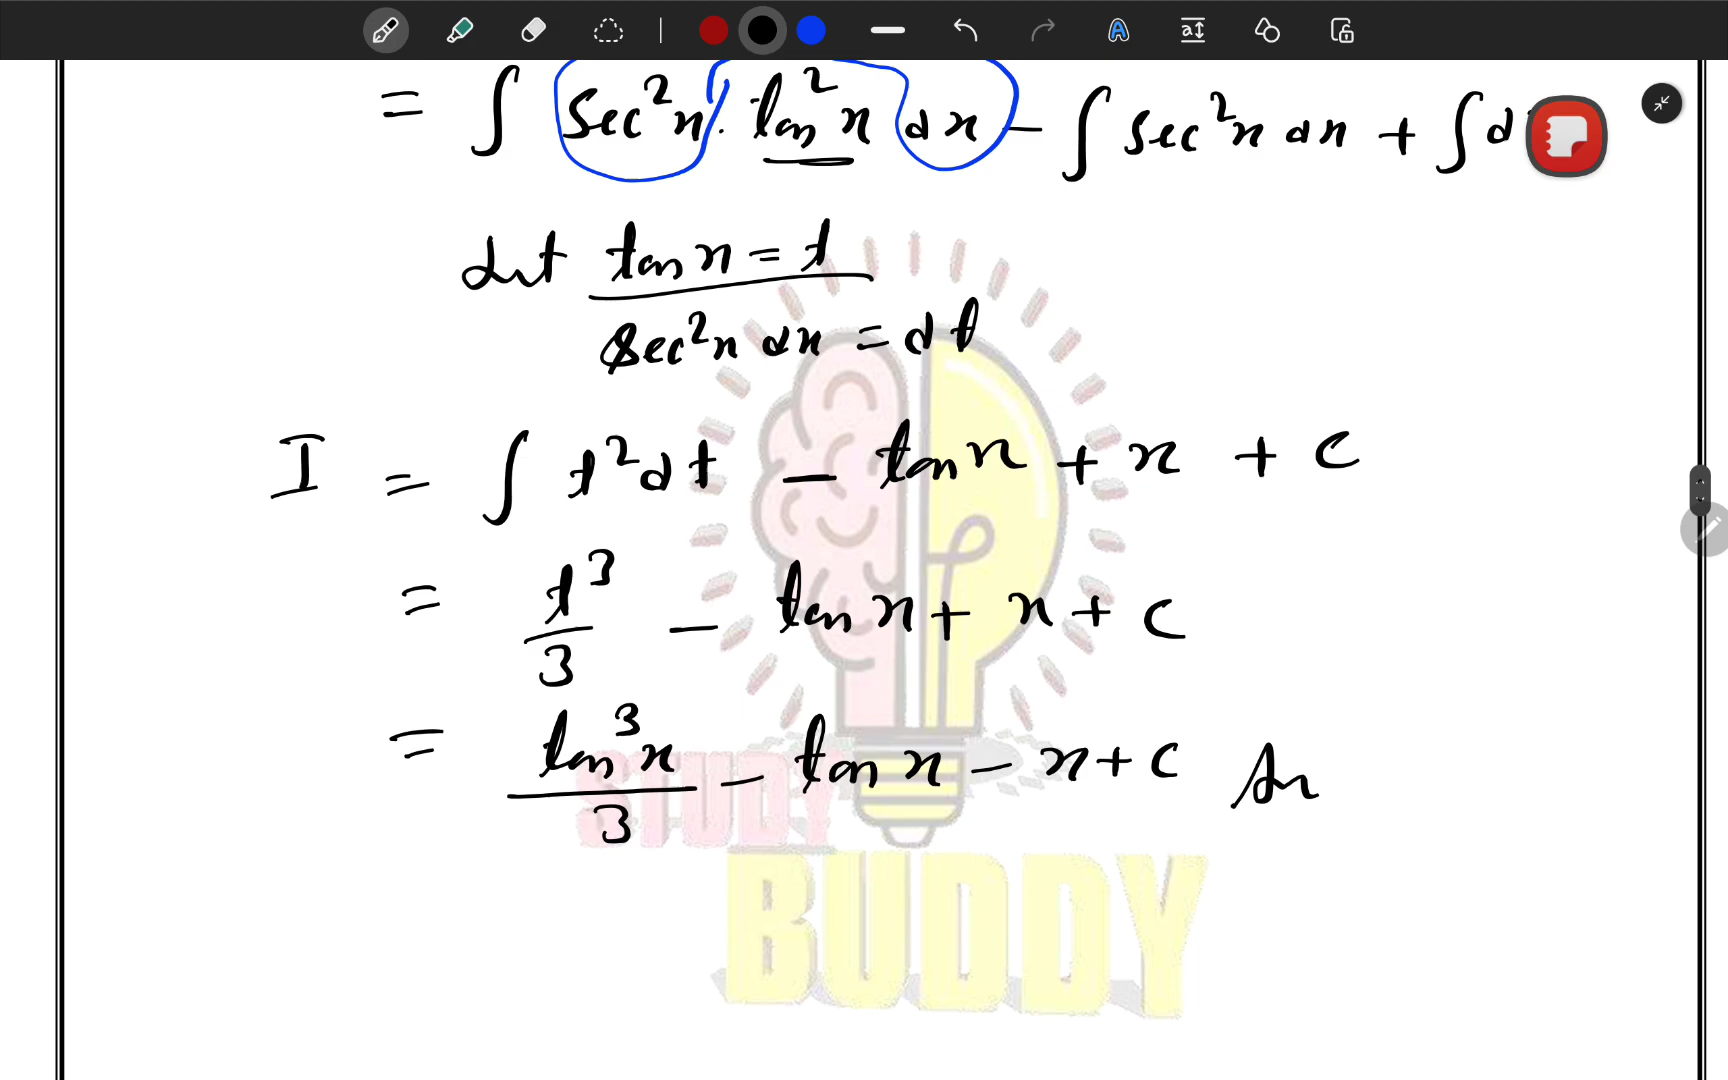 = ∫ sec²x · tan²x dx − ∫ sec²x dx + ∫ d
Let tan x = t
sec²x dx = dt
I = ∫ t² dt − tan x + x + c
= t³/3 − tan x + x + c
= tan³x/3 − tan x − x + c An
STUDY
BUDDY